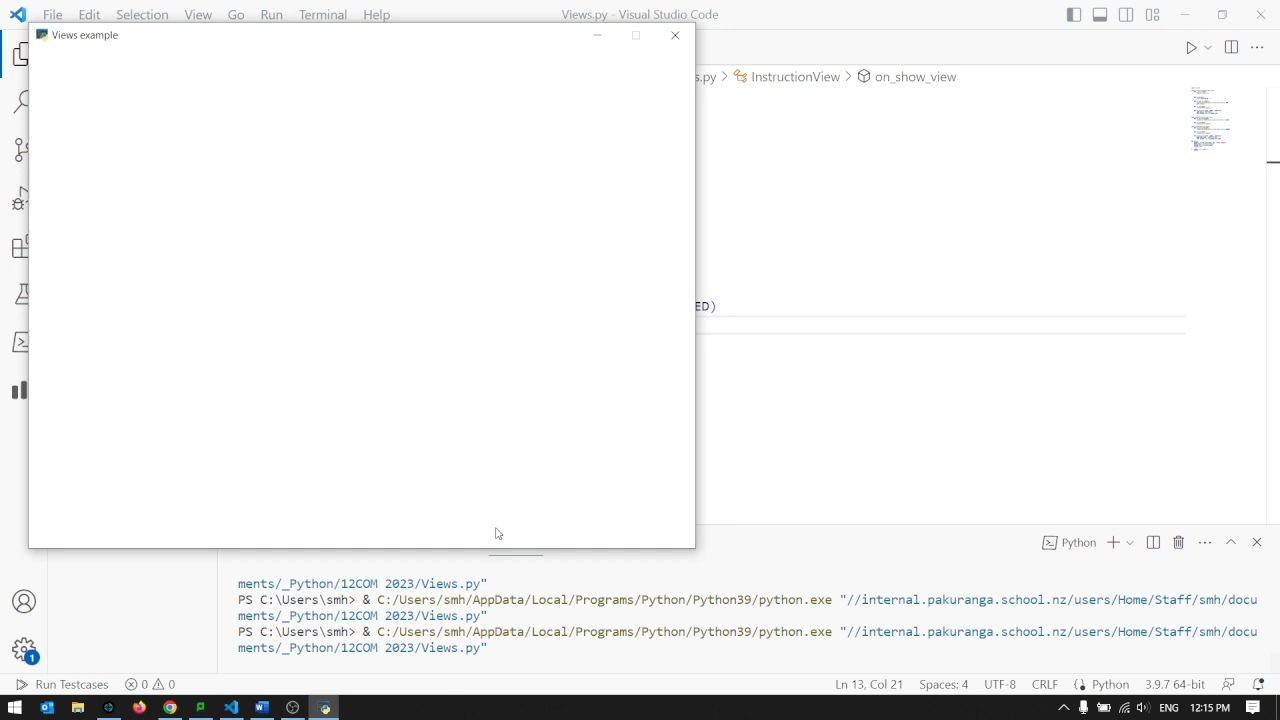 File Edit Selection View Go Run Terminal Help Views.py - Visual Studio Code
Views example
s.py > InstructionView > on_show_view
ED)
Python
ments/_Python/12COM 2023/Views.py"
PS C:\Users\smh> & C:/Users/smh/AppData/Local/Programs/Python/Python39/python.exe "//internal.pakuranga.school.nz/users/Home/Staff/smh/docu
ments/_Python/12COM 2023/Views.py"
PS C:\Users\smh> & C:/Users/smh/AppData/Local/Programs/Python/Python39/python.exe "//internal.pakuranga.school.nz/users/Home/Staff/smh/docu
ments/_Python/12COM 2023/Views.py"
1
Run Testcases 0 0 Ln 13, Col 21 Spaces: 4 UTF-8 CRLF Python 3.9.7 64-bit
ENG 12:15 PM